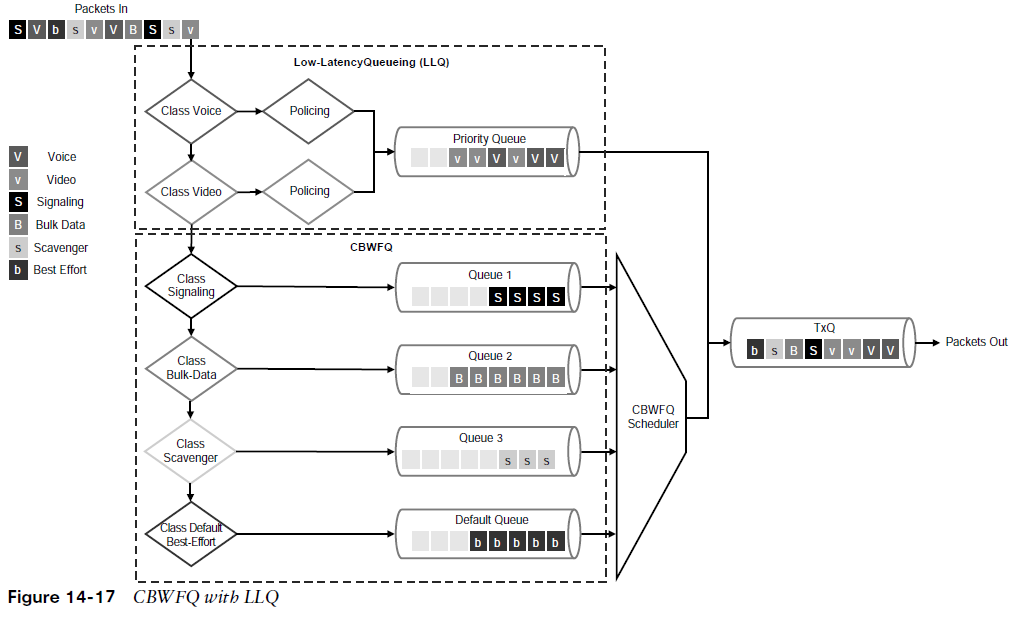 Packets In
S V b s v V B S s v
Low-LatencyQueueing (LLQ)
Class Voice
Policing
Priority Queue
v v V v V V
V Voice
v Video
S Signaling
B Bulk Data
s Scavenger
b Best Effort
Class Video
Policing
CBWFQ
Class
Signaling
Queue 1
S S S S
Class
Bulk-Data
Queue 2
B B B B B B
Class
Scavenger
Queue 3
s s s
Class Default
Best-Effort
Default Queue
b b b b b
CBWFQ
Scheduler
TxQ
b s B S v v V V
Packets Out
Figure 14-17 CBWFQ with LLQ